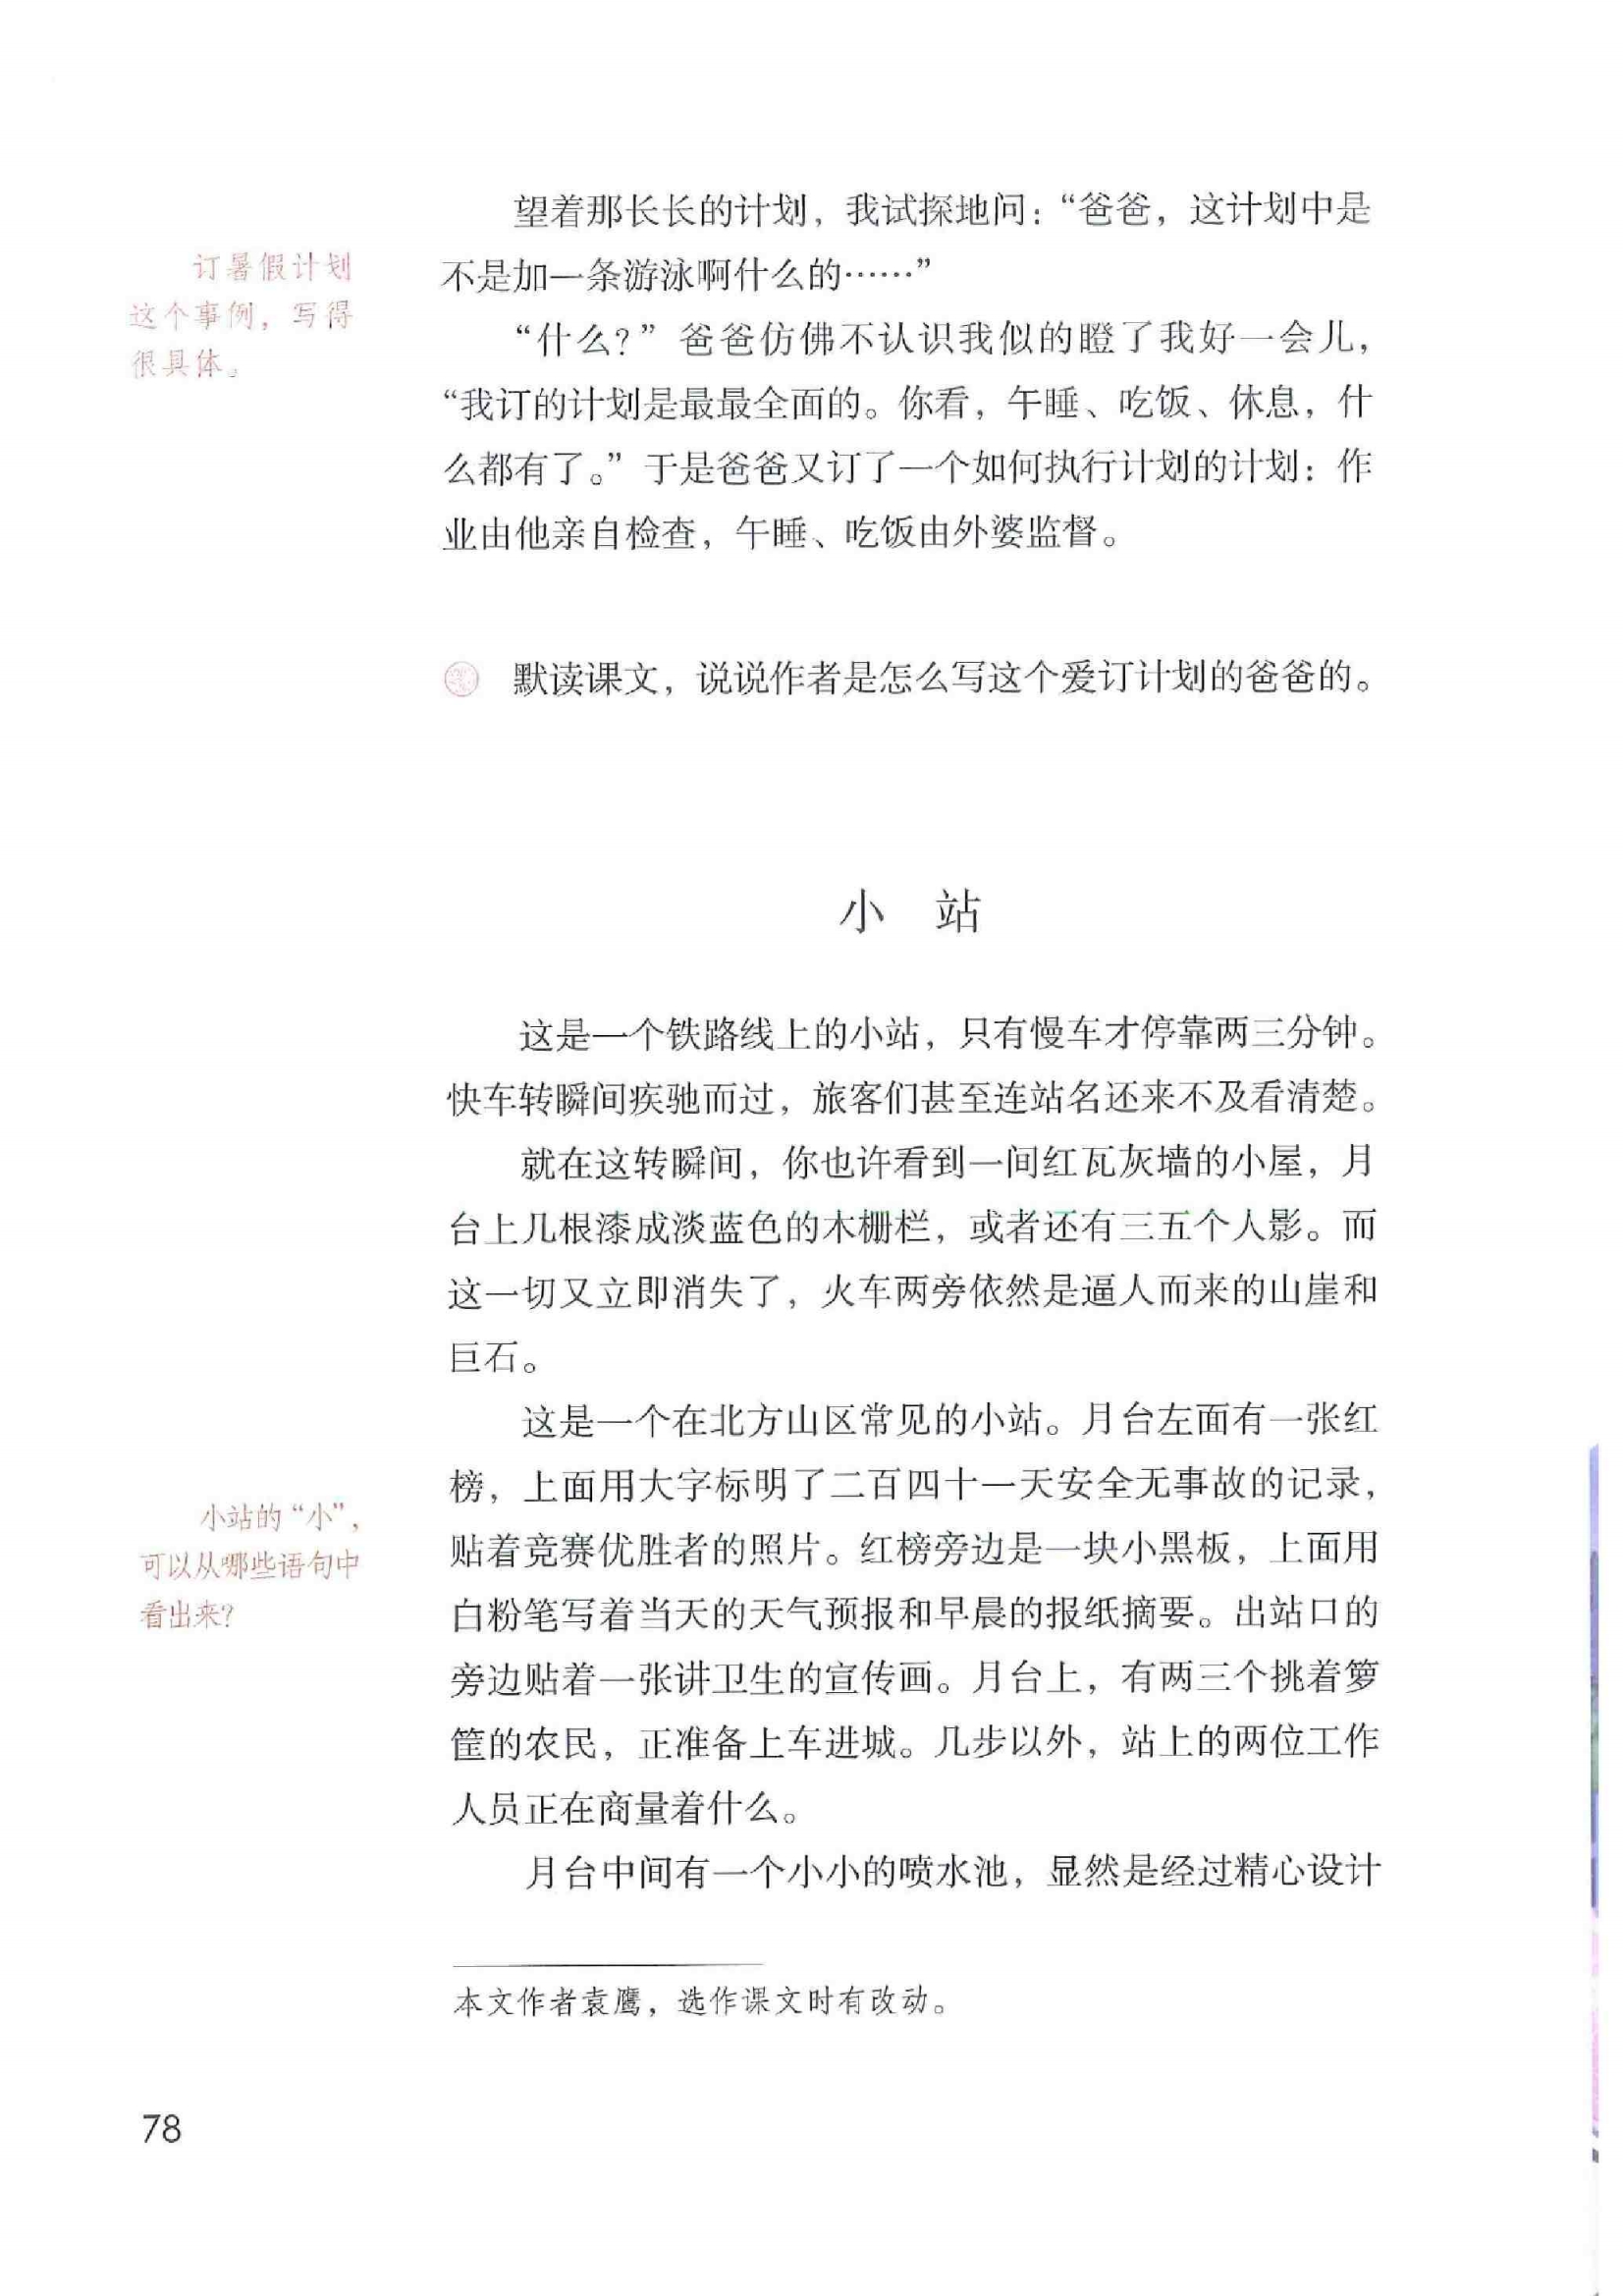 望着那长长的计划，我试探地问：“爸爸，这计划中是
不是加一条游泳啊什么的……”
订暑假计划
这个事例，写得
很具体。
“什么？”爸爸仿佛不认识我似的瞪了我好一会儿，
“我订的计划是最最全面的。你看，午睡、吃饭、休息，什
么都有了。”于是爸爸又订了一个如何执行计划的计划：作
业由他亲自检查，午睡、吃饭由外婆监督。
默读课文，说说作者是怎么写这个爱订计划的爸爸的。
小 站
这是一个铁路线上的小站，只有慢车才停靠两三分钟。
快车转瞬间疾驰而过，旅客们甚至连站名还来不及看清楚。
就在这转瞬间，你也许看到一间红瓦灰墙的小屋，月
台上几根漆成淡蓝色的木栅栏，或者还有三五个人影。而
这一切又立即消失了，火车两旁依然是逼人而来的山崖和
巨石。
这是一个在北方山区常见的小站。月台左面有一张红
榜，上面用大字标明了二百四十一天安全无事故的记录，
贴着竞赛优胜者的照片。红榜旁边是一块小黑板，上面用
白粉笔写着当天的天气预报和早晨的报纸摘要。出站口的
旁边贴着一张讲卫生的宣传画。月台上，有两三个挑着箩
筐的农民，正准备上车进城。几步以外，站上的两位工作
人员正在商量着什么。
小站的“小”，
可以从哪些语句中
看出来？
月台中间有一个小小的喷水池，显然是经过精心设计
本文作者袁鹰，选作课文时有改动。
78